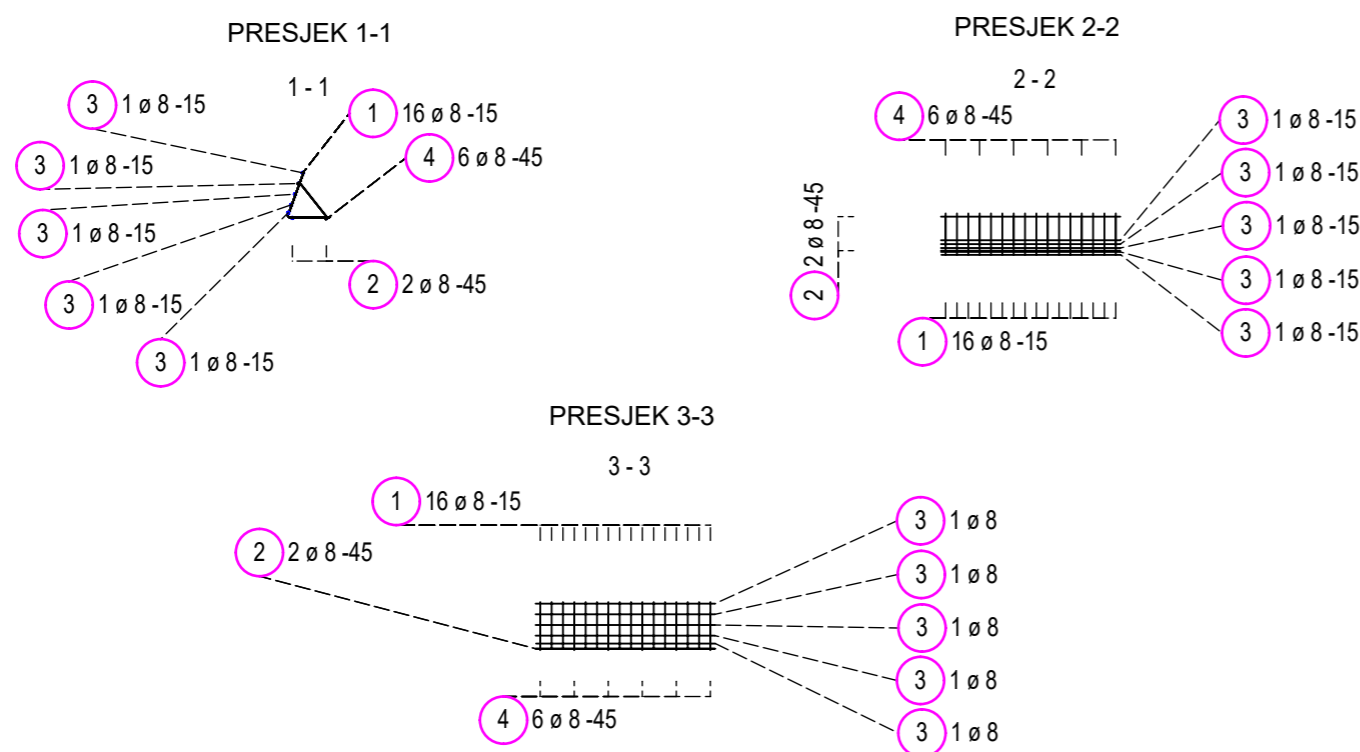 PRESJEK 1-1
1 - 1
3 1 ø 8 -15
1 16 ø 8 -15
3 1 ø 8 -15
4 6 ø 8 -45
3 1 ø 8 -15
3 1 ø 8 -15
2 2 ø 8 -45
3 1 ø 8 -15
PRESJEK 2-2
2 - 2
4 6 ø 8 -45
3 1 ø 8 -15
3 1 ø 8 -15
2 2 ø 8 -45
3 1 ø 8 -15
3 1 ø 8 -15
3 1 ø 8 -15
1 16 ø 8 -15
PRESJEK 3-3
3 - 3
1 16 ø 8 -15
2 2 ø 8 -45
3 1 ø 8
3 1 ø 8
3 1 ø 8
3 1 ø 8
3 1 ø 8
4 6 ø 8 -45